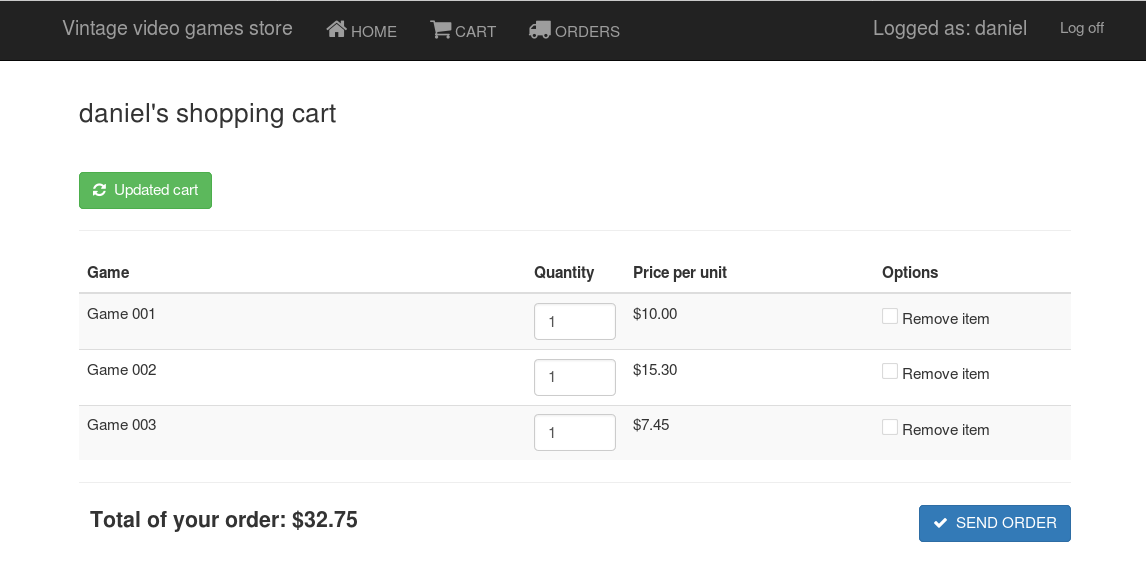 Vintage video games store HOME CART ORDERS Logged as: daniel Log off
daniel's shopping cart
Updated cart
Game Quantity Price per unit Options
Game 001 1 $10.00 Remove item
Game 002 1 $15.30 Remove item
Game 003 1 $7.45 Remove item
Total of your order: $32.75 SEND ORDER